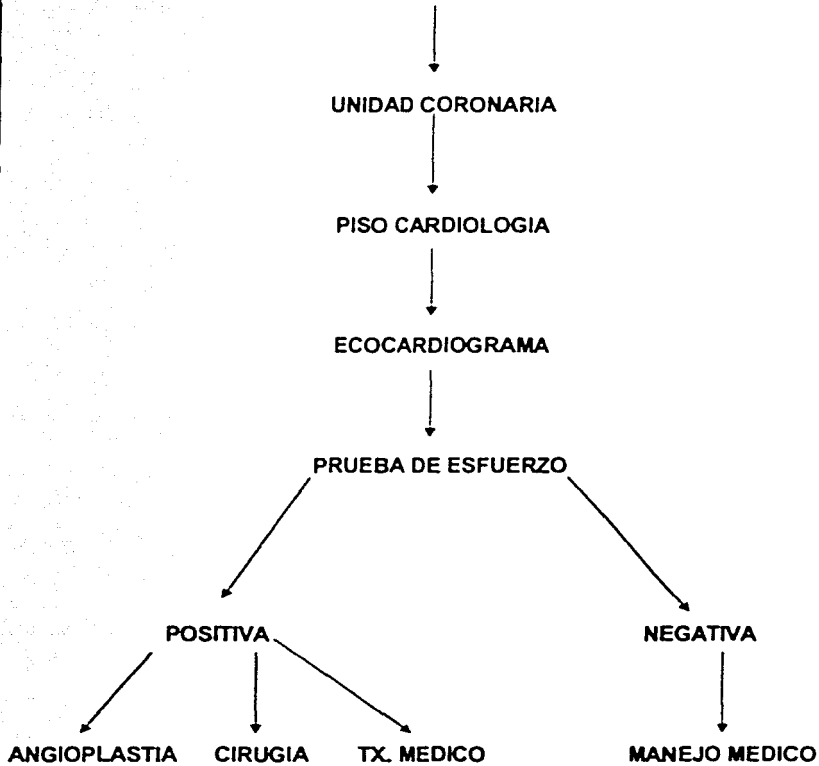 UNIDAD CORONARIA
PISO CARDIOLOGIA
ECOCARDIOGRAMA
PRUEBA DE ESFUERZO
POSITIVA NEGATIVA
ANGIOPLASTIA CIRUGIA TX. MEDICO MANEJO MEDICO